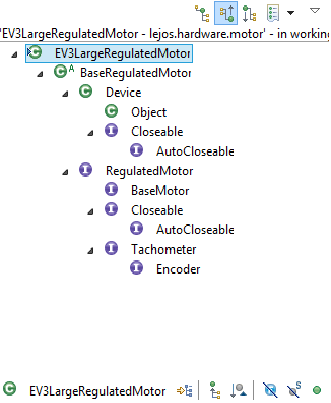 'EV3LargeRegulatedMotor - lejos.hardware.motor' - in working
EV3LargeRegulatedMotor
BaseRegulatedMotor
Device
Object
Closeable
AutoCloseable
RegulatedMotor
BaseMotor
Closeable
AutoCloseable
Tachometer
Encoder
EV3LargeRegulatedMotor